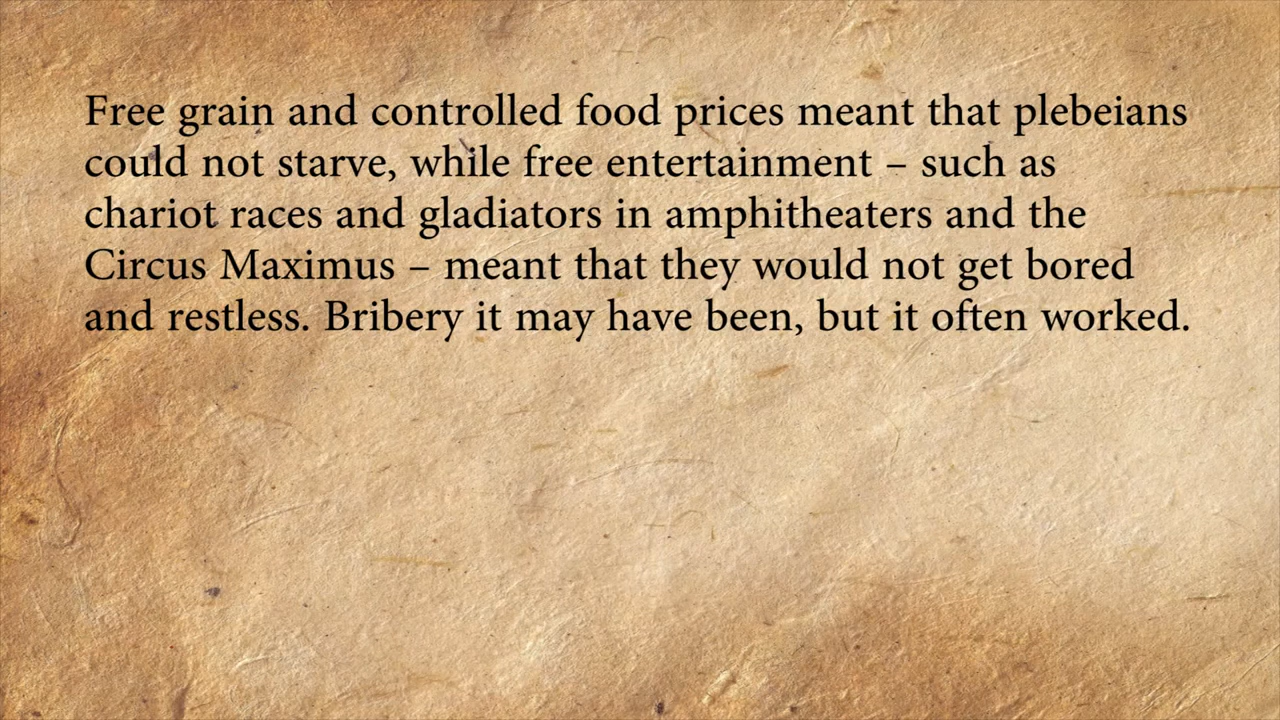 Free grain and controlled food prices meant that plebeians
could not starve, while free entertainment – such as
chariot races and gladiators in amphitheaters and the
Circus Maximus – meant that they would not get bored
and restless. Bribery it may have been, but it often worked.